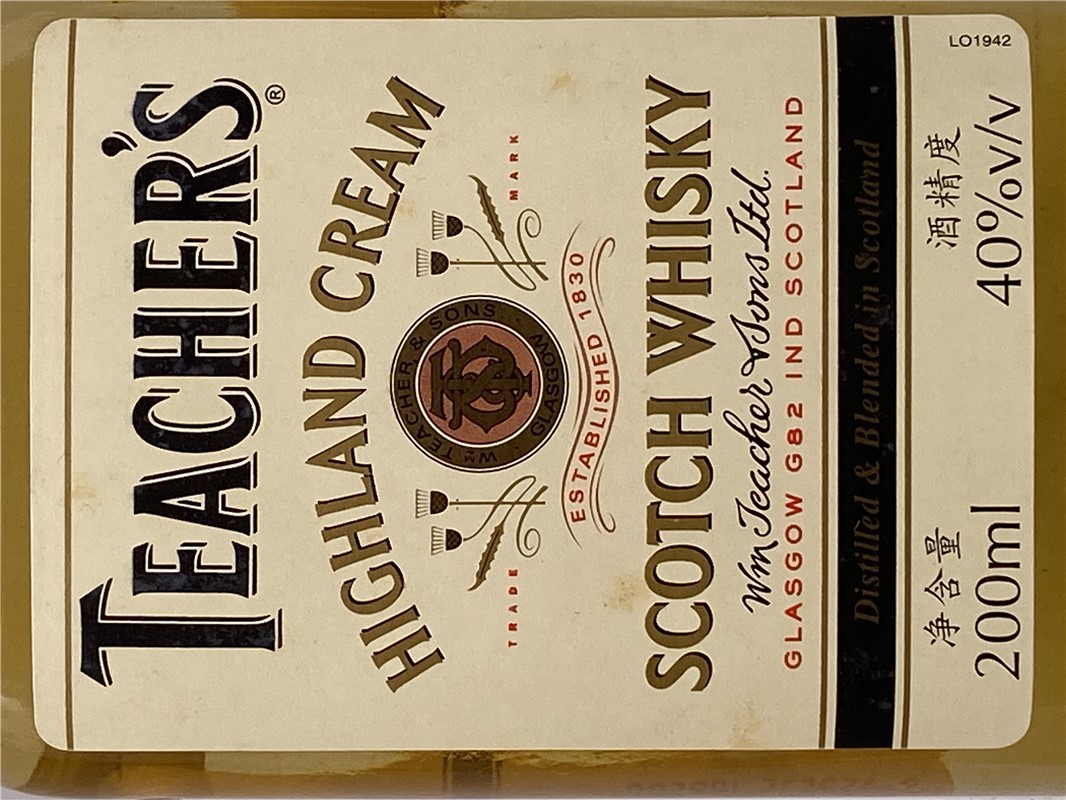 TEACHER'S®
HIGHLAND CREAM
TRADE MARK
Wm TEACHER & SONS
GLASGOW
ESTABLISHED 1830
SCOTCH WHISKY
Wm Teacher & Sons Ltd.
GLASGOW G82 IND SCOTLAND
Distilled & Blended in Scotland
净含量 酒精度
200ml 40%v/v
LO1942